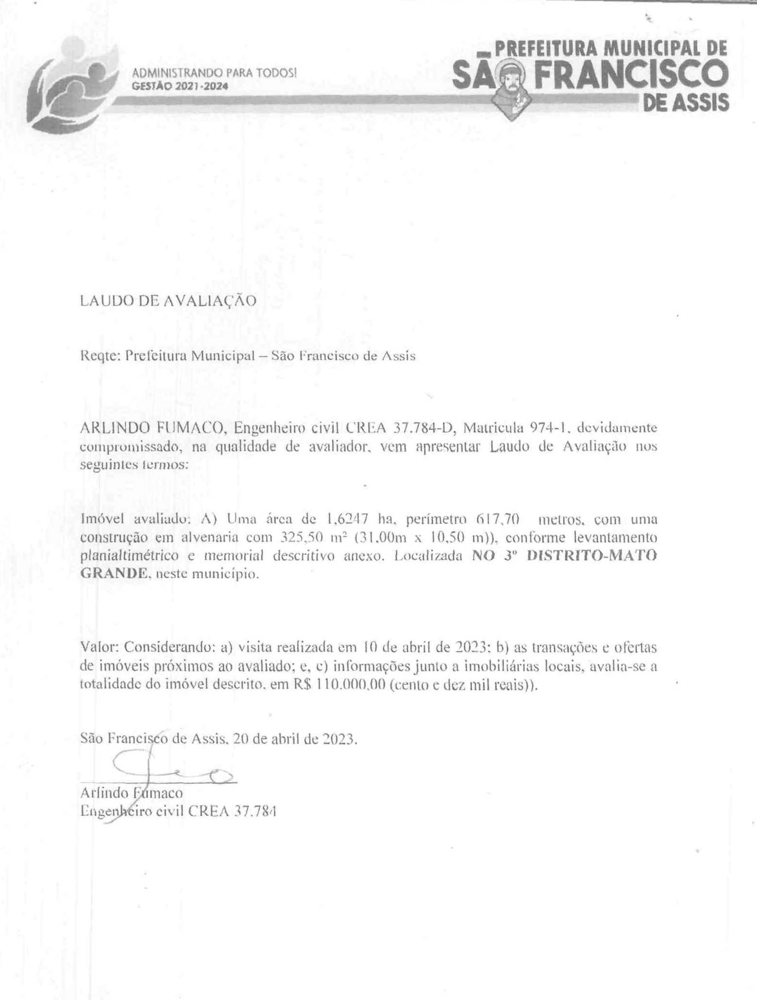 ADMINISTRANDO PARA TODOS!
GESTÃO 2021-2024
PREFEITURA MUNICIPAL DE
SÃO FRANCISCO
DE ASSIS
LAUDO DE AVALIAÇÃO
Reqte: Prefeitura Municipal – São Francisco de Assis
ARLINDO FUMACO, Engenheiro civil CREA 37.784-D, Matricula 974-1, devidamente
compromissado, na qualidade de avaliador, vem apresentar Laudo de Avaliação nos
seguintes termos:
Imóvel avaliado: A) Uma área de 1,6247 ha, perímetro 617,70 metros, com uma
construção em alvenaria com 325,50 m² (31,00m x 10,50 m)), conforme levantamento
planialtimétrico e memorial descritivo anexo. Localizada NO 3º DISTRITO-MATO
GRANDE, neste município.
Valor: Considerando: a) visita realizada em 10 de abril de 2023; b) as transações e ofertas
de imóveis próximos ao avaliado; e, c) informações junto a imobiliárias locais, avalia-se a
totalidade do imóvel descrito, em R$ 110.000,00 (cento e dez mil reais)).
São Francisco de Assis, 20 de abril de 2023.
Arlindo Fumaco
Engenheiro civil CREA 37.784